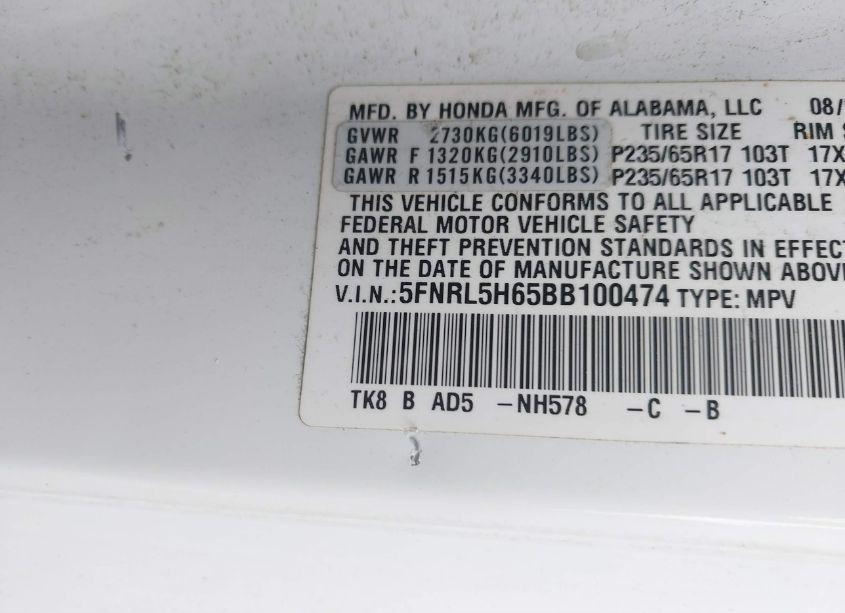 MFD. BY HONDA MFG. OF ALABAMA, LLC 08/
GVWR 2730KG(6019LBS) TIRE SIZE RIM S
GAWR F 1320KG(2910LBS) P235/65R17 103T 17X
GAWR R 1515KG(3340LBS) P235/65R17 103T 17X
THIS VEHICLE CONFORMS TO ALL APPLICABLE
FEDERAL MOTOR VEHICLE SAFETY
AND THEFT PREVENTION STANDARDS IN EFFEC
ON THE DATE OF MANUFACTURE SHOWN ABOV
V.I.N.:5FNRL5H65BB100474 TYPE: MPV
TK8 B AD5 -NH578 -C -B